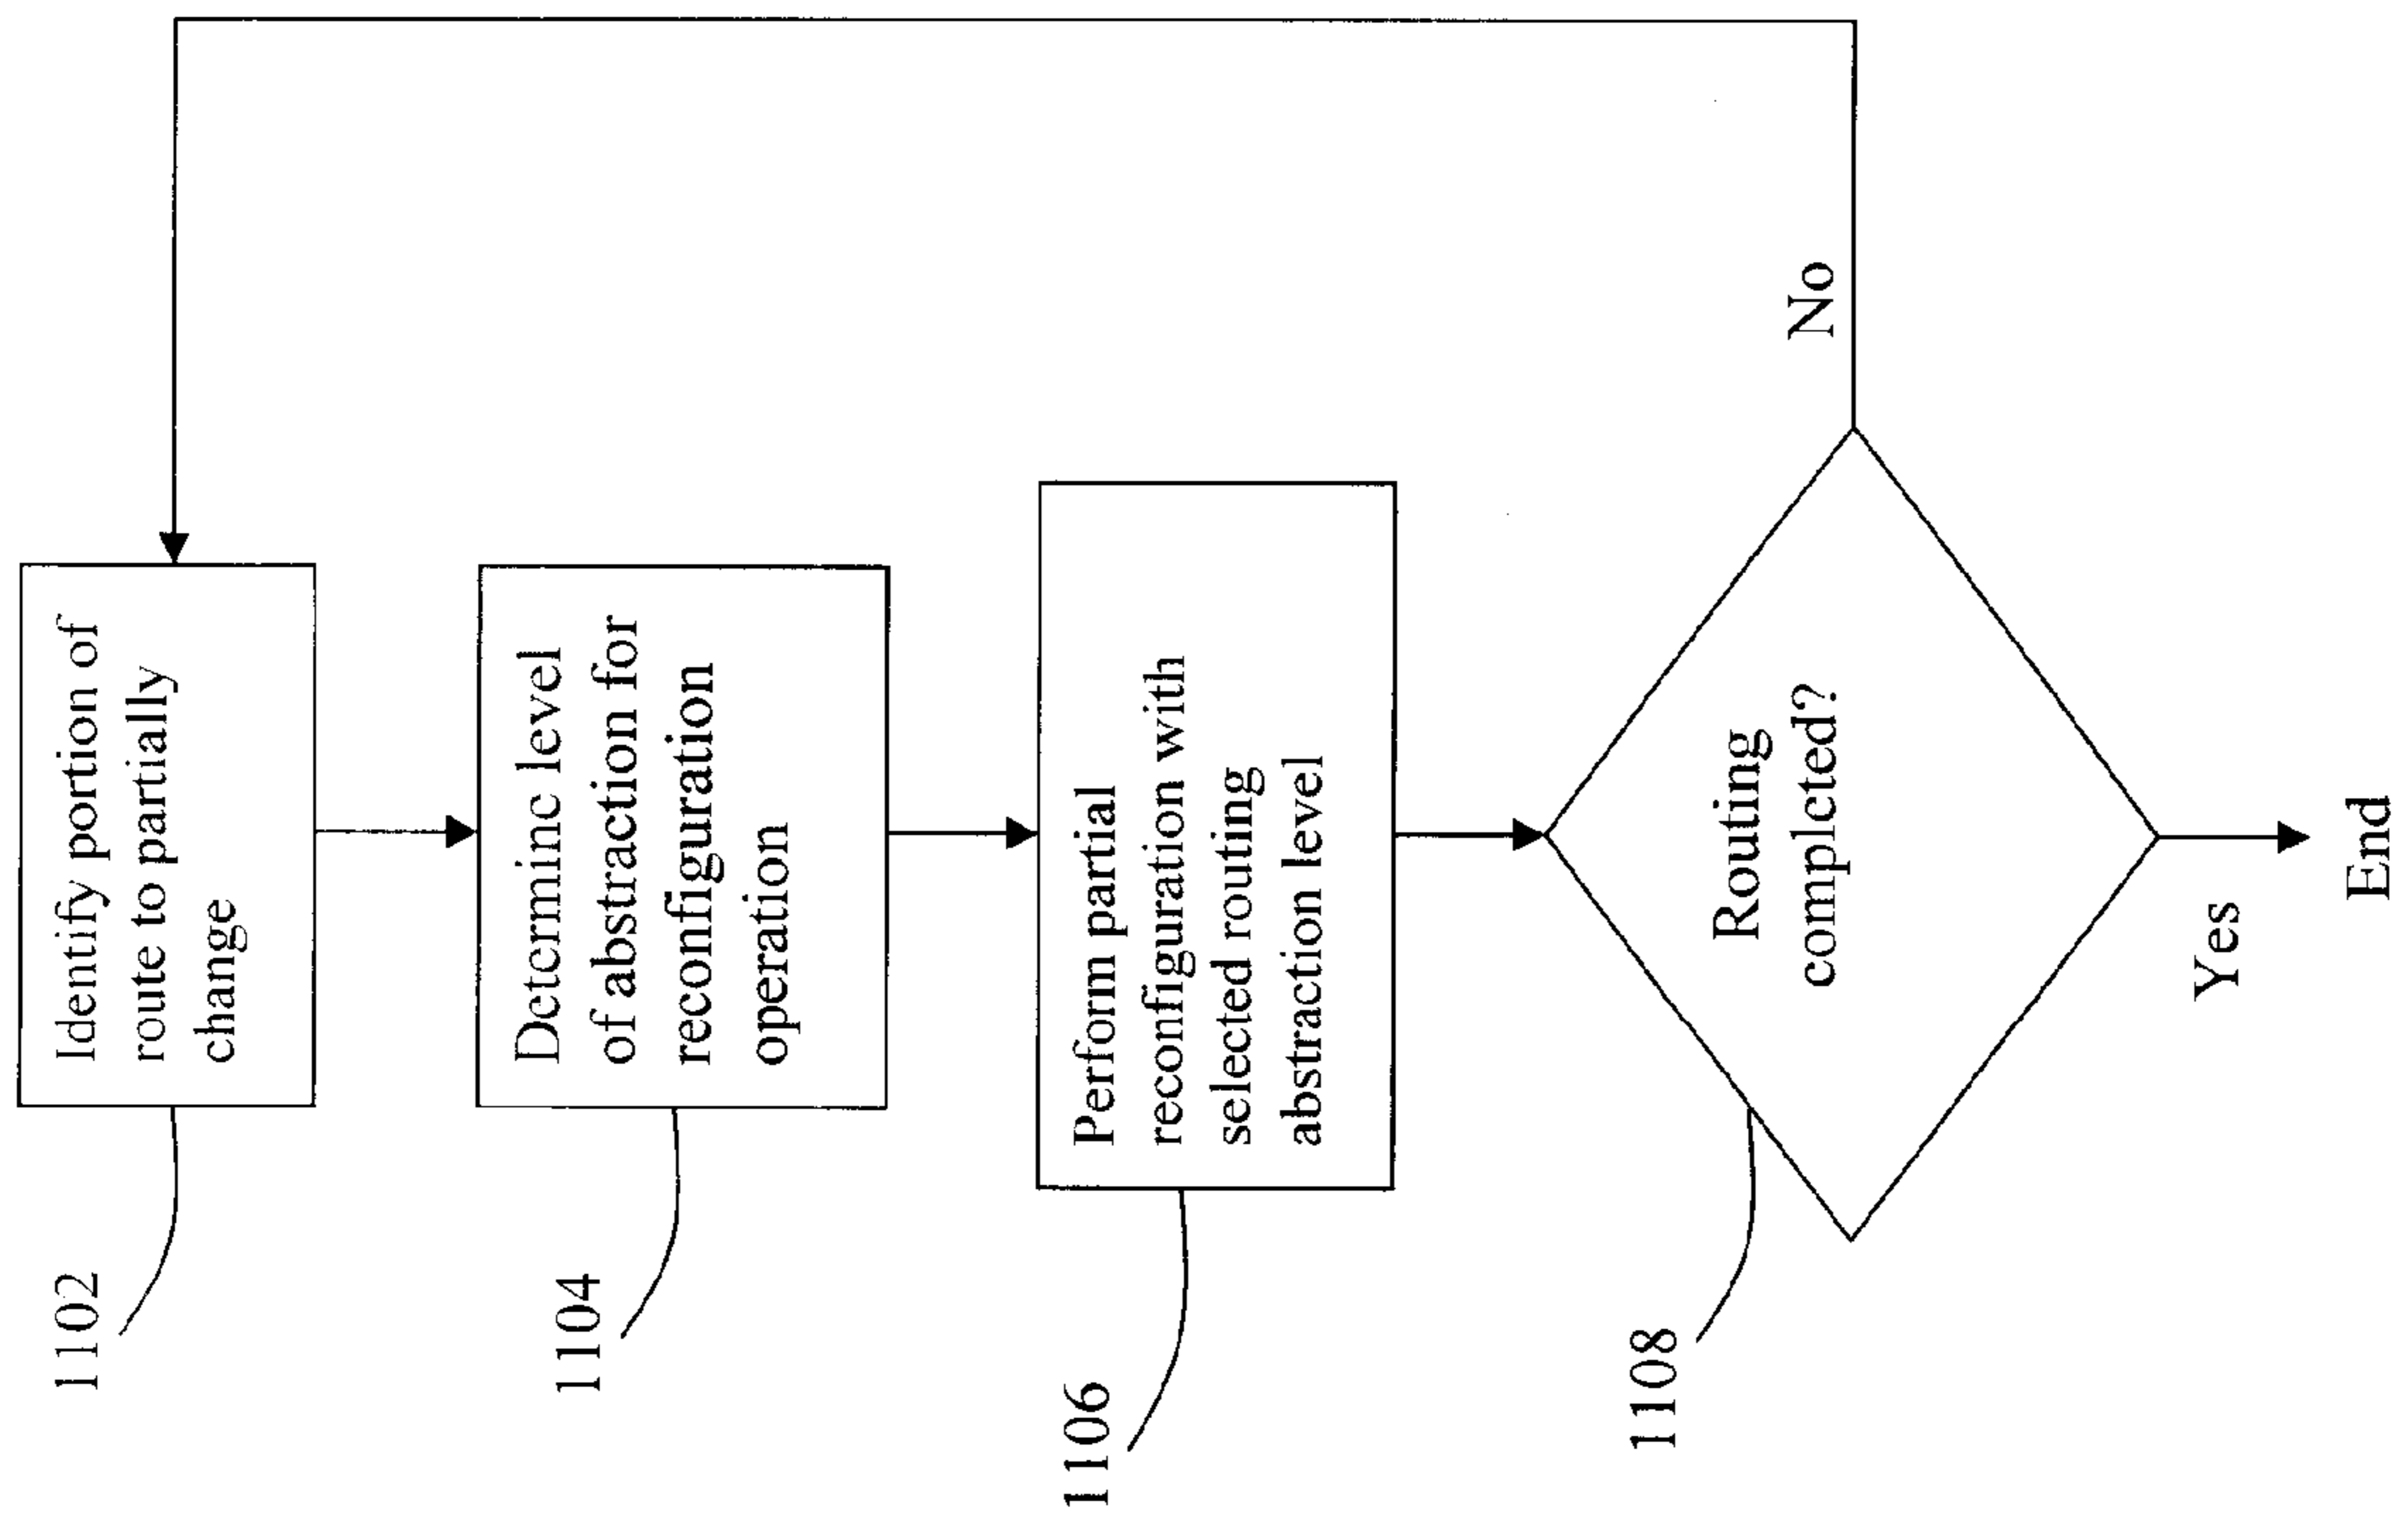 1102
Identify portion of
route to partially
change
1104
Determine level
of abstraction for
reconfiguration
operation
1106
Perform partial
reconfiguration with
selected routing
abstraction level
1108
Routing
completed?
No
Yes
End